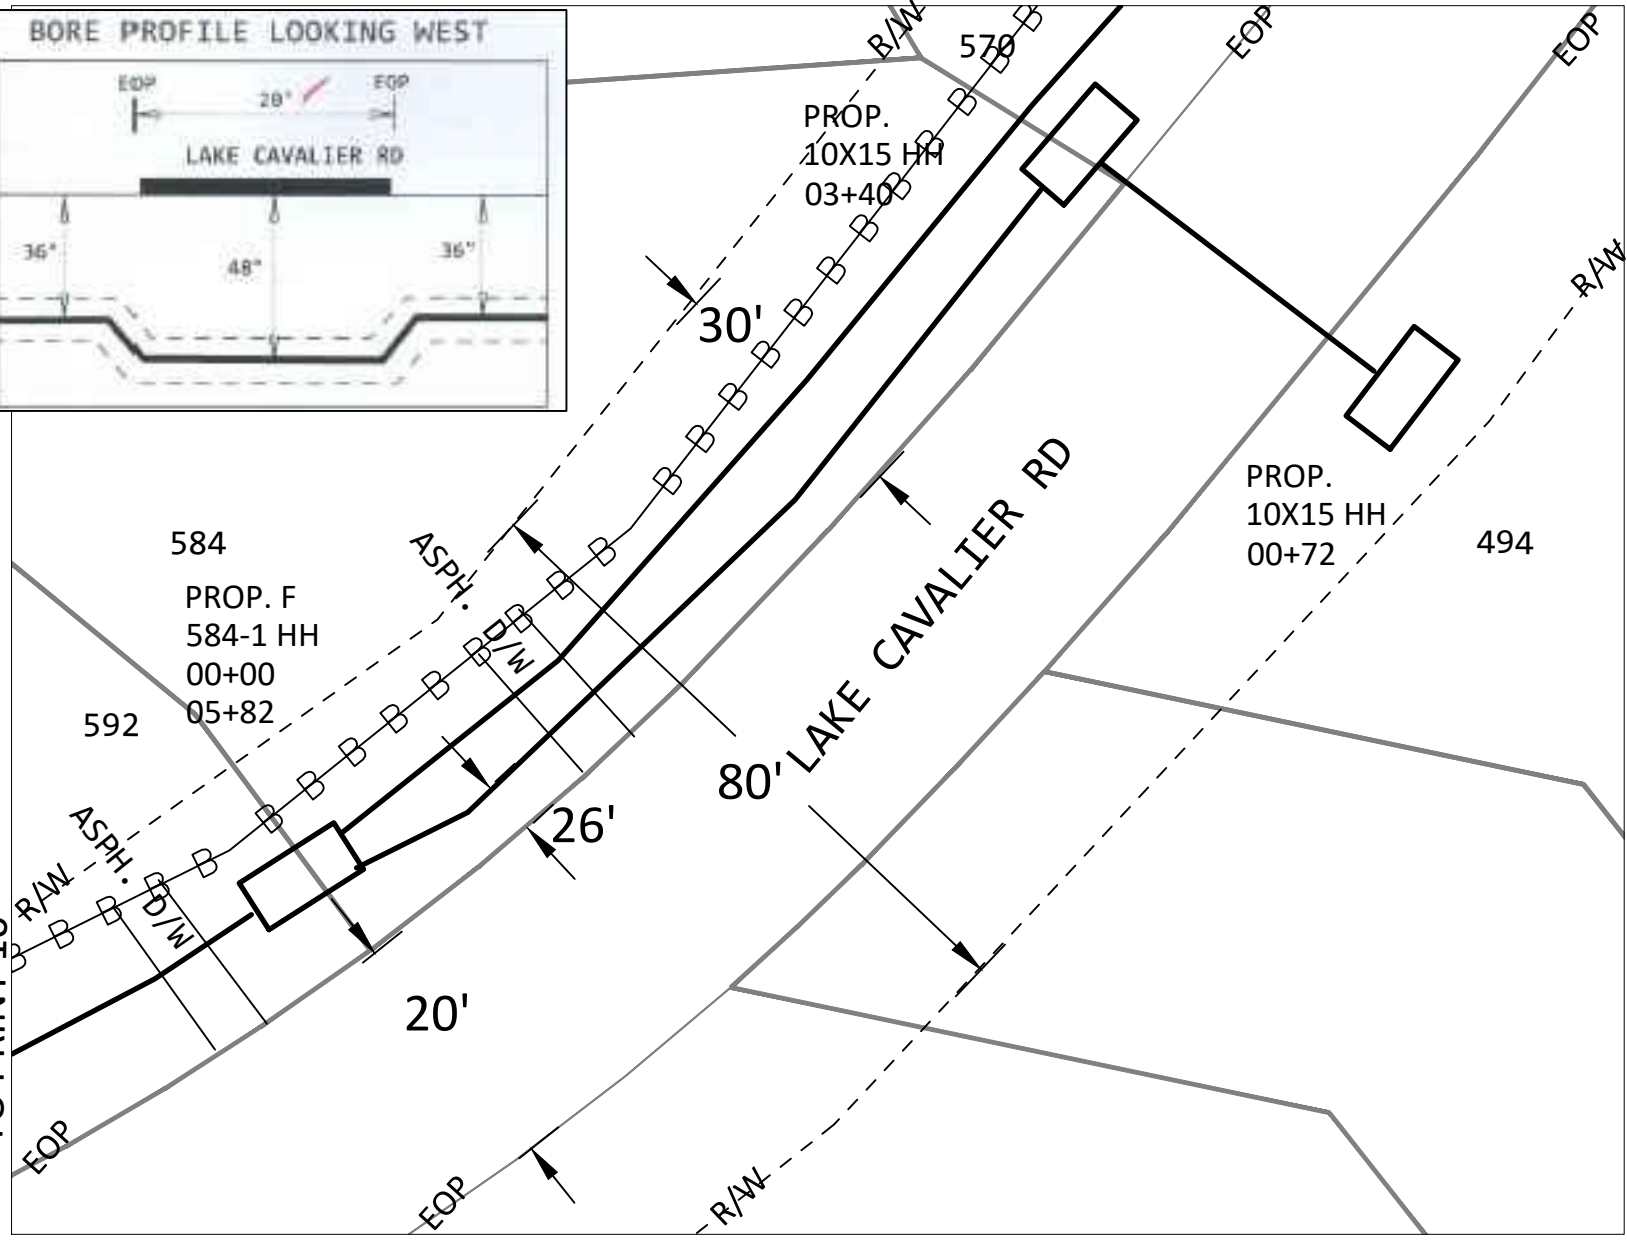 BORE PROFILE LOOKING WEST
EOP
EOP
20'
LAKE CAVALIER RD
36"
48"
36"
R/W
570
EOP
EOP
PROP.
10X15 HH
03+40
R/W
30'
584
ASPH.
D/W
LAKE CAVALIER RD
PROP.
10X15 HH
00+72
494
PROP. F
584-1 HH
00+00
05+82
592
80'
26'
ASPH.
D/W
R/W
20'
EOP
EOP
R/W
B B B B B B B B B B B B B B B B B B B B B B B B B B B B